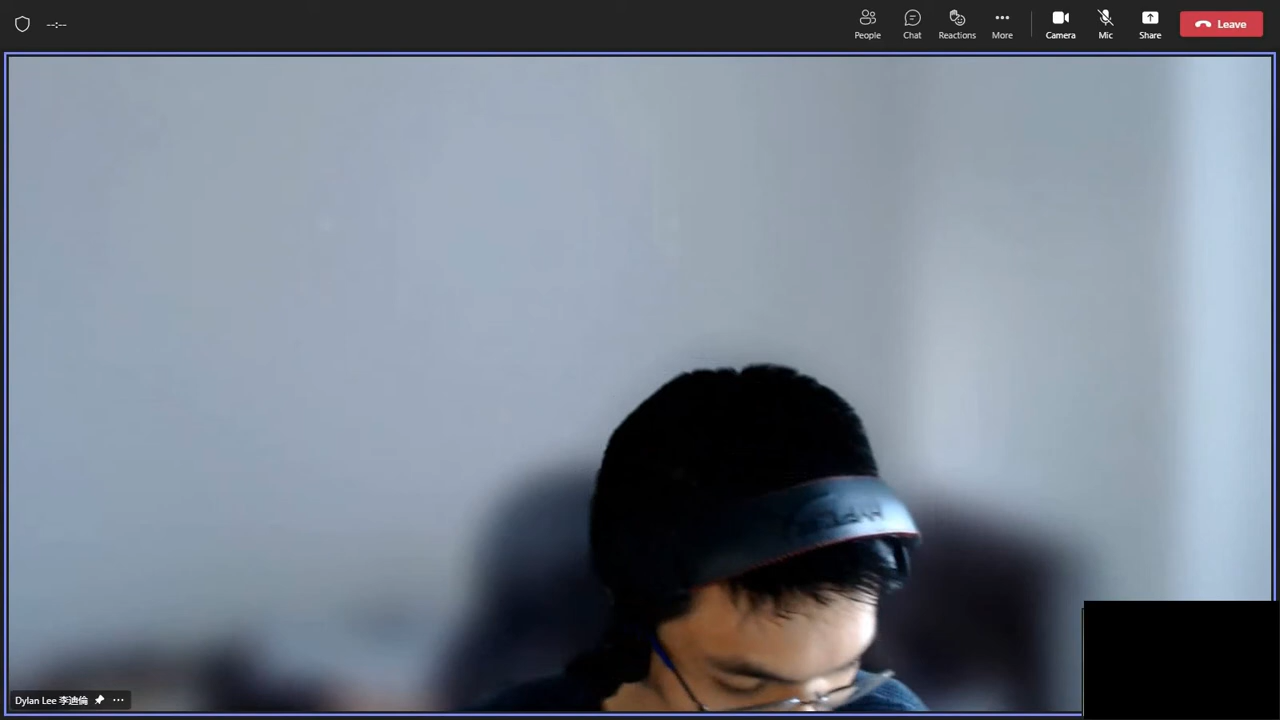 --:--
People
Chat
Reactions
More
Camera
Mic
Share
Leave
Dylan Lee 李迪倫